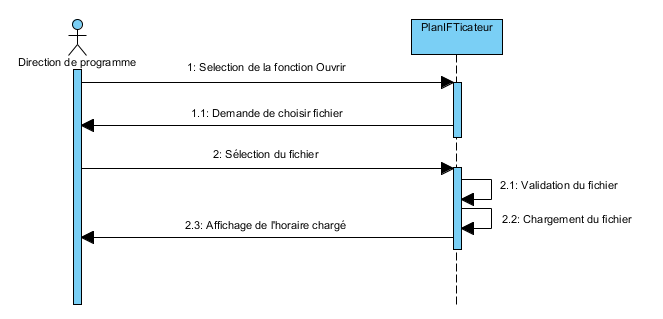 PlanIFTicateur
Direction de programme
1: Selection de la fonction Ouvrir
1.1: Demande de choisir fichier
2: Sélection du fichier
2.1: Validation du fichier
2.2: Chargement du fichier
2.3: Affichage de l'horaire chargé